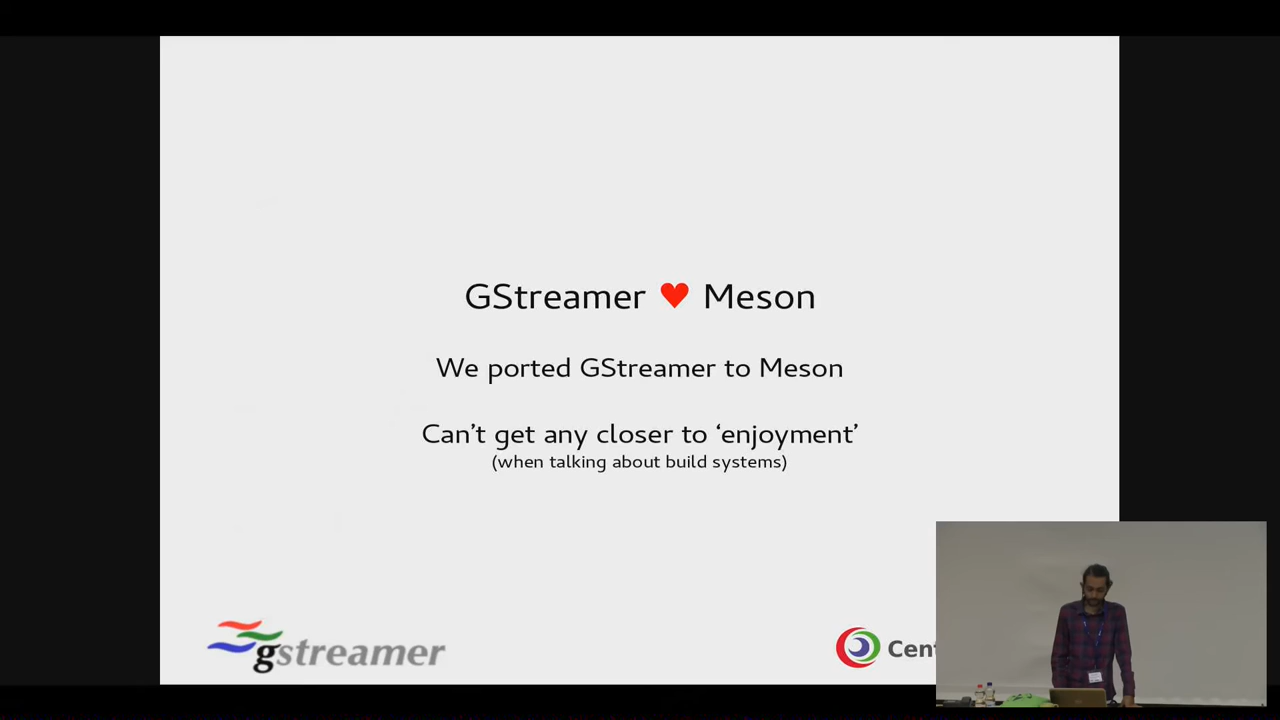 GStreamer ♥ Meson
We ported GStreamer to Meson
Can't get any closer to ‘enjoyment’
(when talking about build systems)
gstreamer
Cent